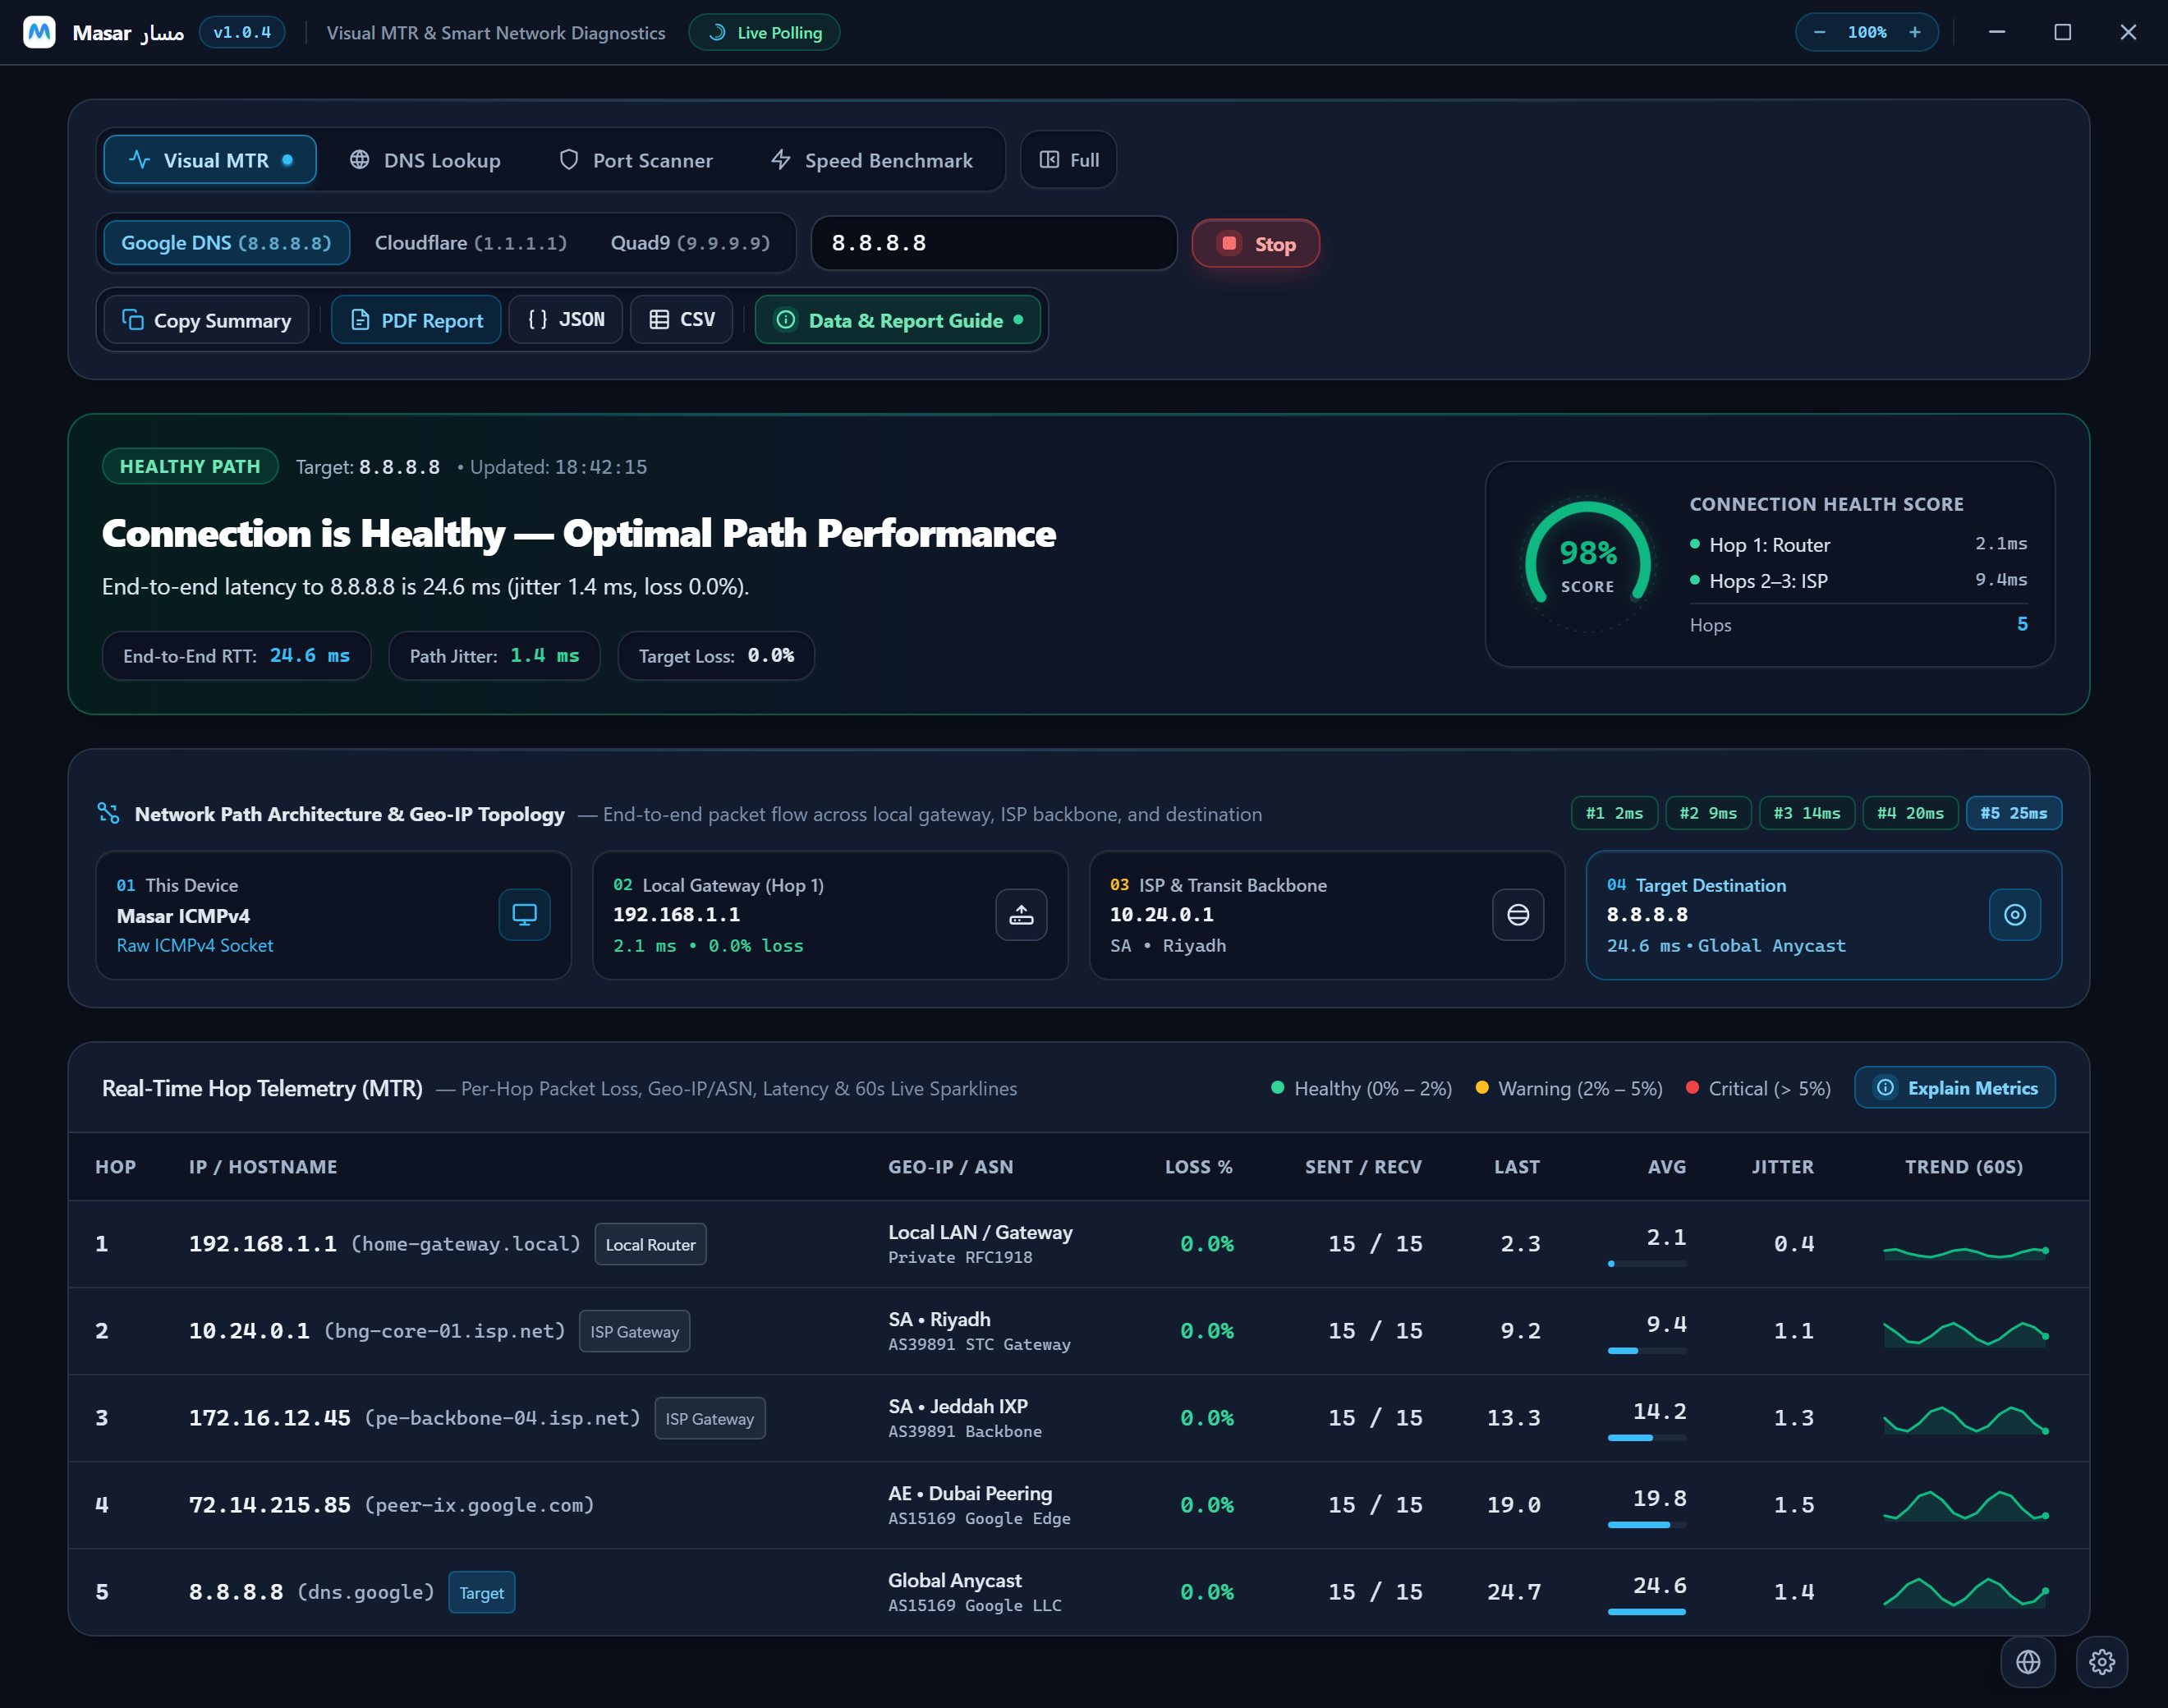 Masar مسار v1.0.4 Visual MTR & Smart Network Diagnostics Live Polling − 100% +
Visual MTR DNS Lookup Port Scanner Speed Benchmark Full
Google DNS (8.8.8.8) Cloudflare (1.1.1.1) Quad9 (9.9.9.9) 8.8.8.8 Stop
Copy Summary PDF Report { } JSON CSV Data & Report Guide
HEALTHY PATH Target: 8.8.8.8 • Updated: 18:42:15
Connection is Healthy — Optimal Path Performance
End-to-end latency to 8.8.8.8 is 24.6 ms (jitter 1.4 ms, loss 0.0%).
End-to-End RTT: 24.6 ms Path Jitter: 1.4 ms Target Loss: 0.0%
98%
SCORE
CONNECTION HEALTH SCORE
Hop 1: Router 2.1ms
Hops 2–3: ISP 9.4ms
Hops 5
Network Path Architecture & Geo-IP Topology — End-to-end packet flow across local gateway, ISP backbone, and destination
#1 2ms #2 9ms #3 14ms #4 20ms #5 25ms
01 This Device
Masar ICMPv4
Raw ICMPv4 Socket
02 Local Gateway (Hop 1)
192.168.1.1
2.1 ms • 0.0% loss
03 ISP & Transit Backbone
10.24.0.1
SA • Riyadh
04 Target Destination
8.8.8.8
24.6 ms • Global Anycast
Real-Time Hop Telemetry (MTR) — Per-Hop Packet Loss, Geo-IP/ASN, Latency & 60s Live Sparklines
Healthy (0% – 2%) Warning (2% – 5%) Critical (> 5%) Explain Metrics
HOP IP / HOSTNAME GEO-IP / ASN LOSS % SENT / RECV LAST AVG JITTER TREND (60S)
1 192.168.1.1 (home-gateway.local) Local Router Local LAN / Gateway 0.0% 15 / 15 2.3 2.1 0.4
Private RFC1918
2 10.24.0.1 (bng-core-01.isp.net) ISP Gateway SA • Riyadh 0.0% 15 / 15 9.2 9.4 1.1
AS39891 STC Gateway
3 172.16.12.45 (pe-backbone-04.isp.net) ISP Gateway SA • Jeddah IXP 0.0% 15 / 15 13.3 14.2 1.3
AS39891 Backbone
4 72.14.215.85 (peer-ix.google.com) AE • Dubai Peering 0.0% 15 / 15 19.0 19.8 1.5
AS15169 Google Edge
5 8.8.8.8 (dns.google) Target Global Anycast 0.0% 15 / 15 24.7 24.6 1.4
AS15169 Google LLC